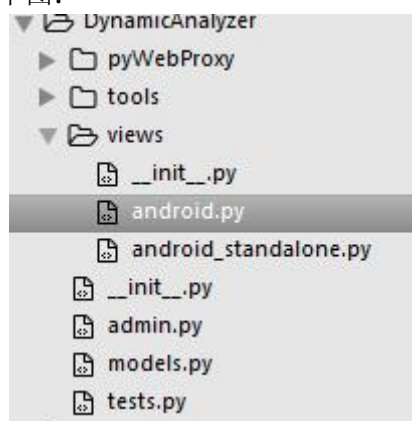 DynamicAnalyzer
pyWebProxy
tools
views
__init__.py
android.py
android_standalone.py
__init__.py
admin.py
models.py
tests.py